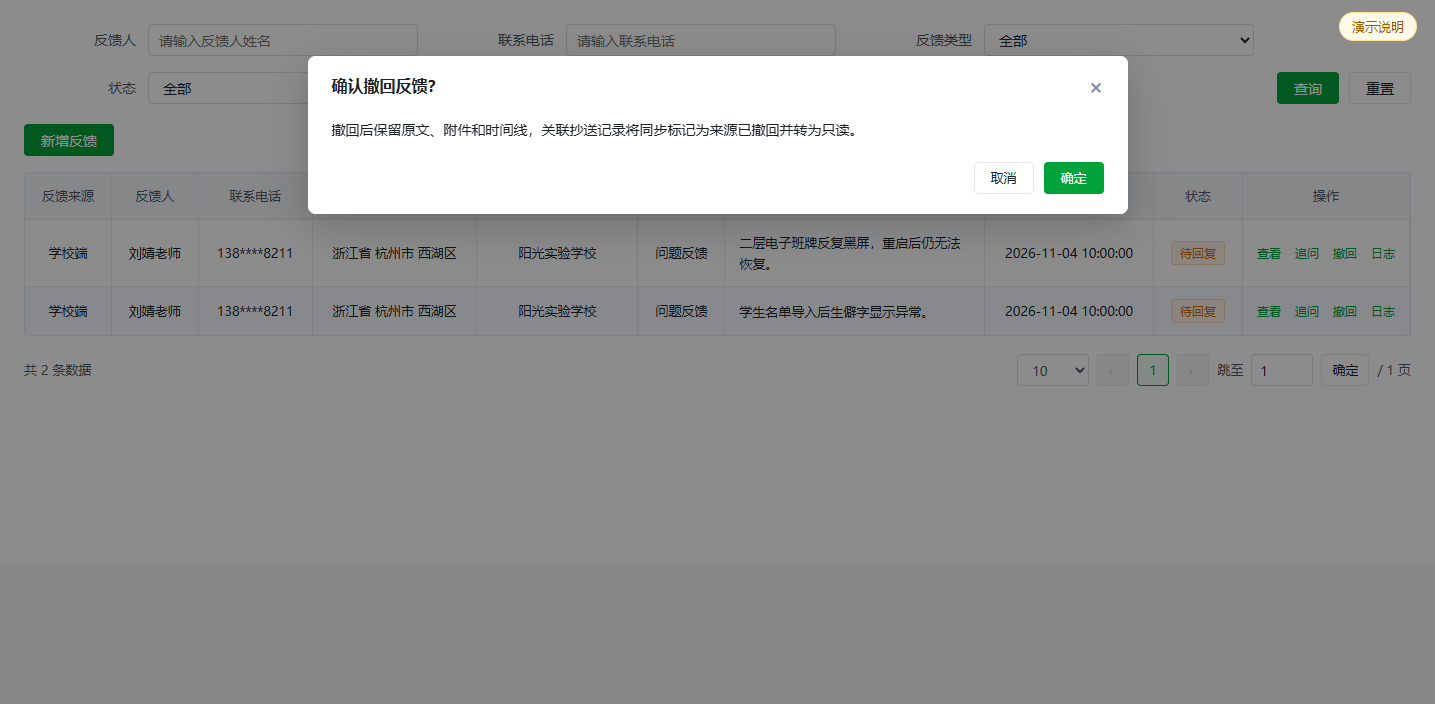 演示说明
反馈人 请输入反馈人姓名 联系电话 请输入联系电话 反馈类型 全部
状态 全部 查询 重置
确认撤回反馈? ×
撤回后保留原文、附件和时间线，关联抄送记录将同步标记为来源已撤回并转为只读。
取消 确定
新增反馈
反馈来源 反馈人 联系电话 状态 操作
学校端 刘婧老师 138****8211 浙江省 杭州市 西湖区 阳光实验学校 问题反馈 二层电子班牌反复黑屏，重启后仍无法恢复。 2026-11-04 10:00:00 待回复 查看 追问 撤回 日志
学校端 刘婧老师 138****8211 浙江省 杭州市 西湖区 阳光实验学校 问题反馈 学生名单导入后生僻字显示异常。 2026-11-04 10:00:00 待回复 查看 追问 撤回 日志
共 2 条数据 10 ‹ 1 › 跳至 1 确定 / 1 页